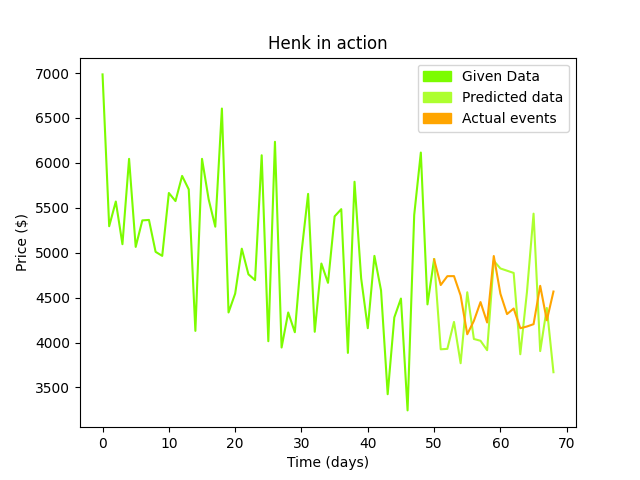 Henk in action
Given Data
Predicted data
Actual events
Price ($)
7000
6500
6000
5500
5000
4500
4000
3500
0 10 20 30 40 50 60 70
Time (days)